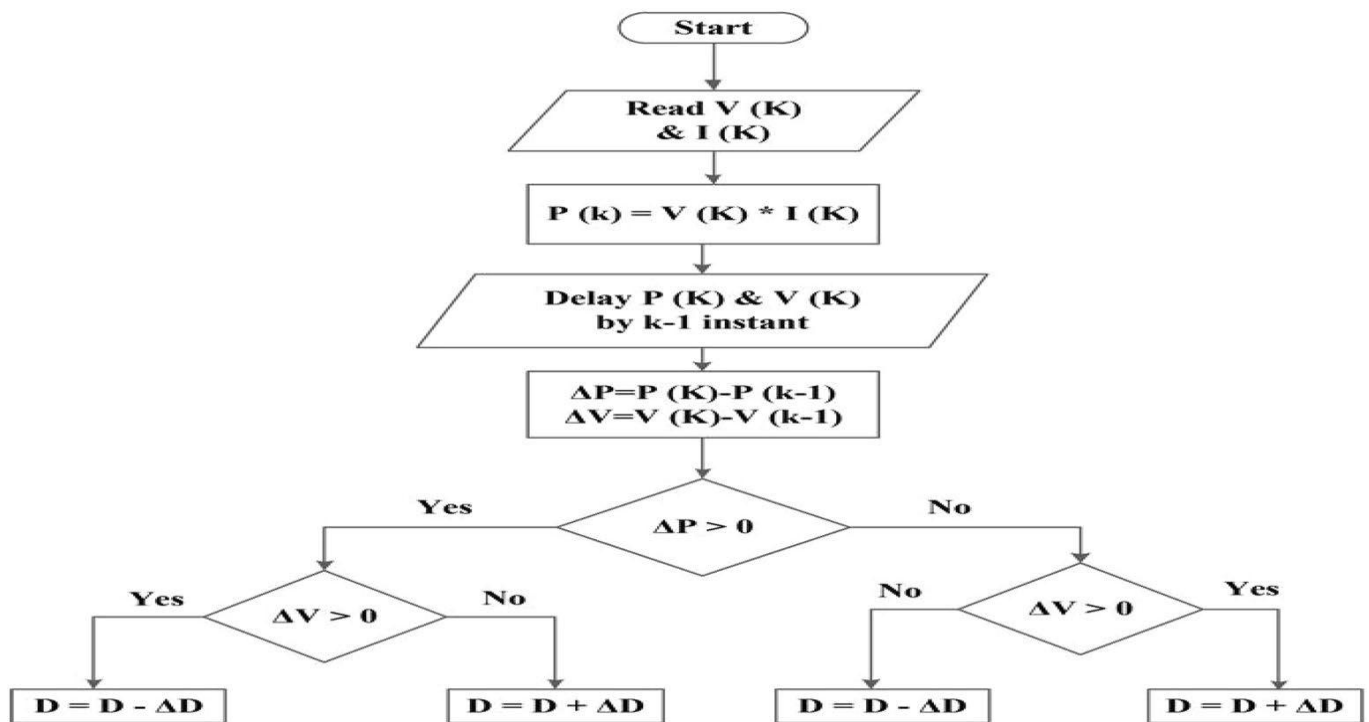 Start
Read V (K)
& I (K)
P (k) = V (K) * I (K)
Delay P (K) & V (K)
by k-1 instant
ΔP=P (K)-P (k-1)
ΔV=V (K)-V (k-1)
Yes
ΔP > 0
No
Yes
ΔV > 0
No
No
ΔV > 0
Yes
D = D - ΔD
D = D + ΔD
D = D - ΔD
D = D + ΔD